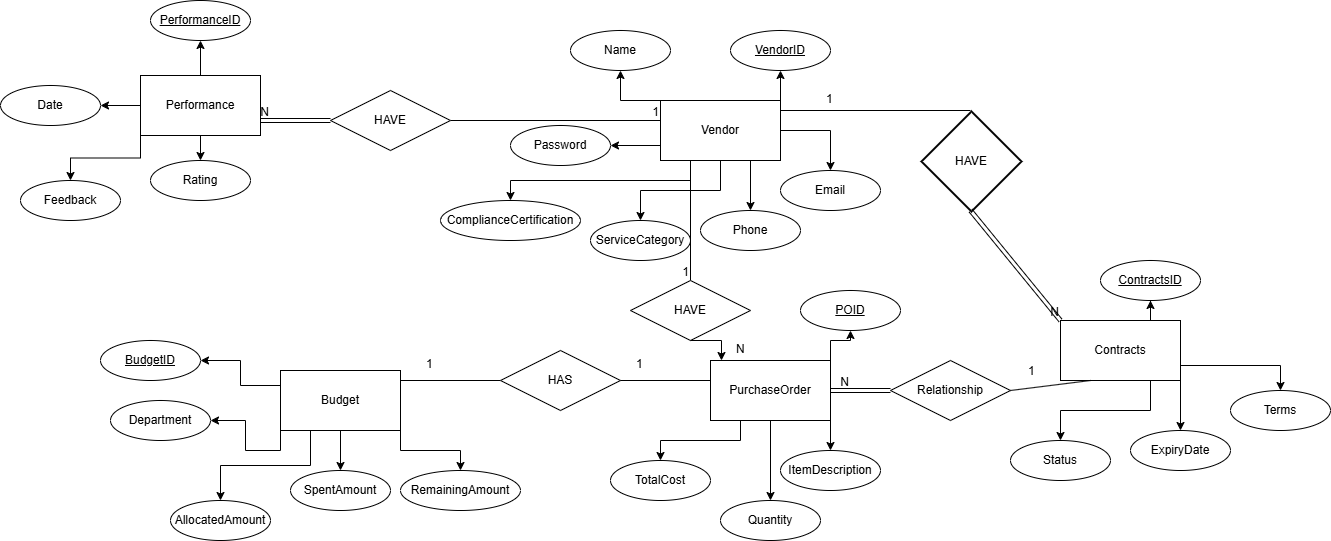 PerformanceID
Name
VendorID
Date
Performance
N
HAVE
1
Vendor
1
HAVE
Password
Feedback
Rating
Email
ComplianceCertification
ServiceCategory
Phone
1
HAVE
N
ContractsID
POID
N
Contracts
BudgetID
1
HAS
1
N
PurchaseOrder
Relationship
1
Budget
Department
Terms
TotalCost
ItemDescription
Status
ExpiryDate
SpentAmount
RemainingAmount
AllocatedAmount
Quantity